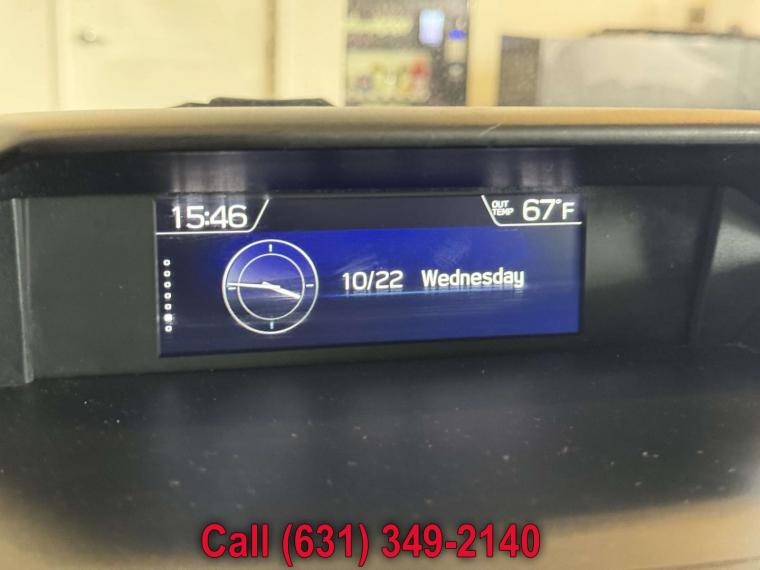 15:46
OUT TEMP 67°F
10/22 Wednesday
Call (631) 349-2140